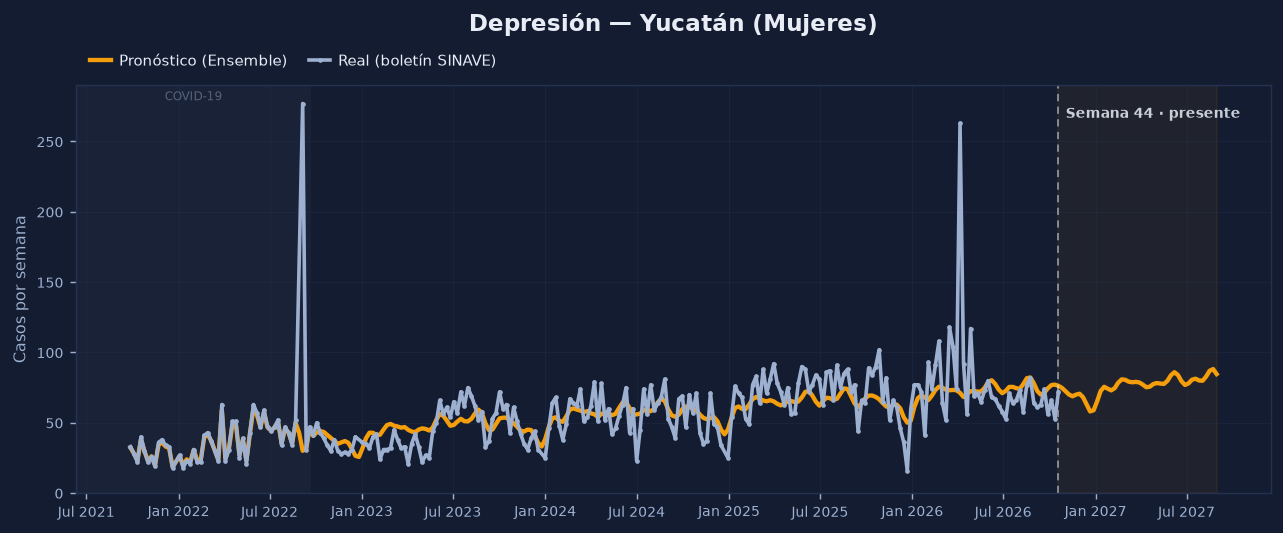 Depresión — Yucatán (Mujeres)
Pronóstico (Ensemble) Real (boletín SINAVE)
COVID-19
Semana 44 · presente
Casos por semana
250
200
150
100
50
0
Jul 2021 Jan 2022 Jul 2022 Jan 2023 Jul 2023 Jan 2024 Jul 2024 Jan 2025 Jul 2025 Jan 2026 Jul 2026 Jan 2027 Jul 2027